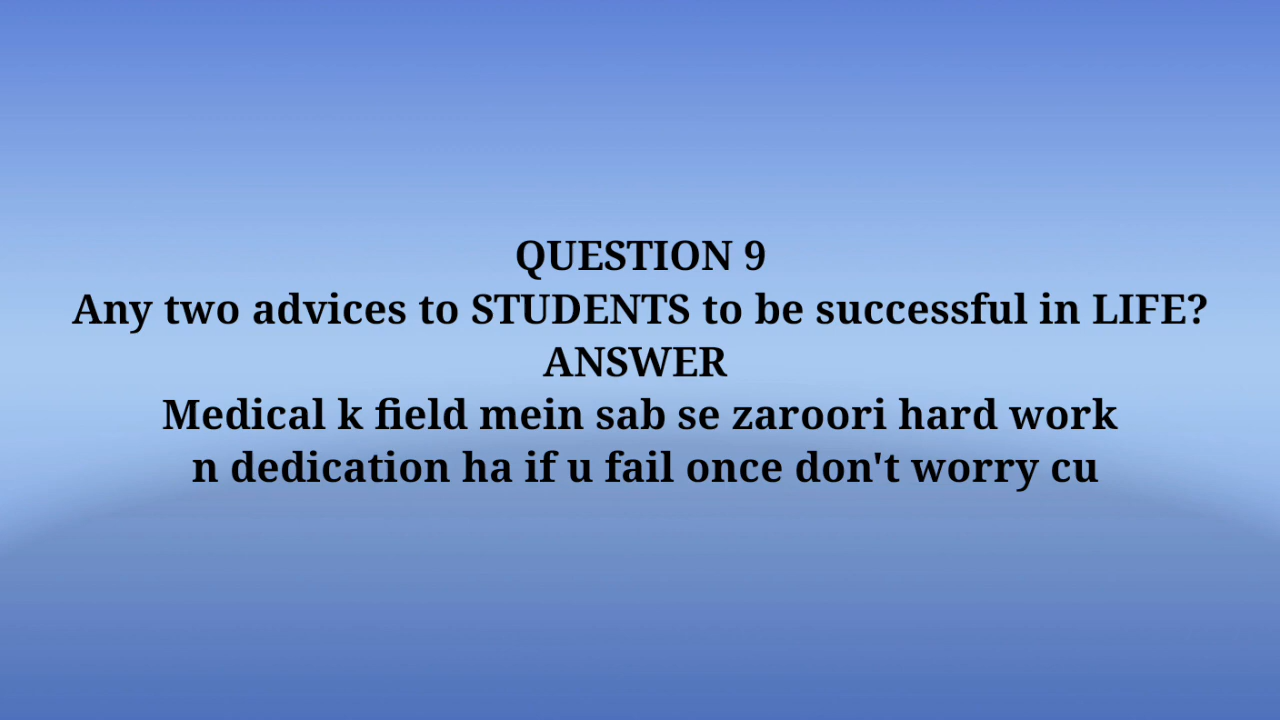 QUESTION 9
Any two advices to STUDENTS to be successful in LIFE?
ANSWER
Medical k field mein sab se zaroori hard work
n dedication ha if u fail once don't worry cu